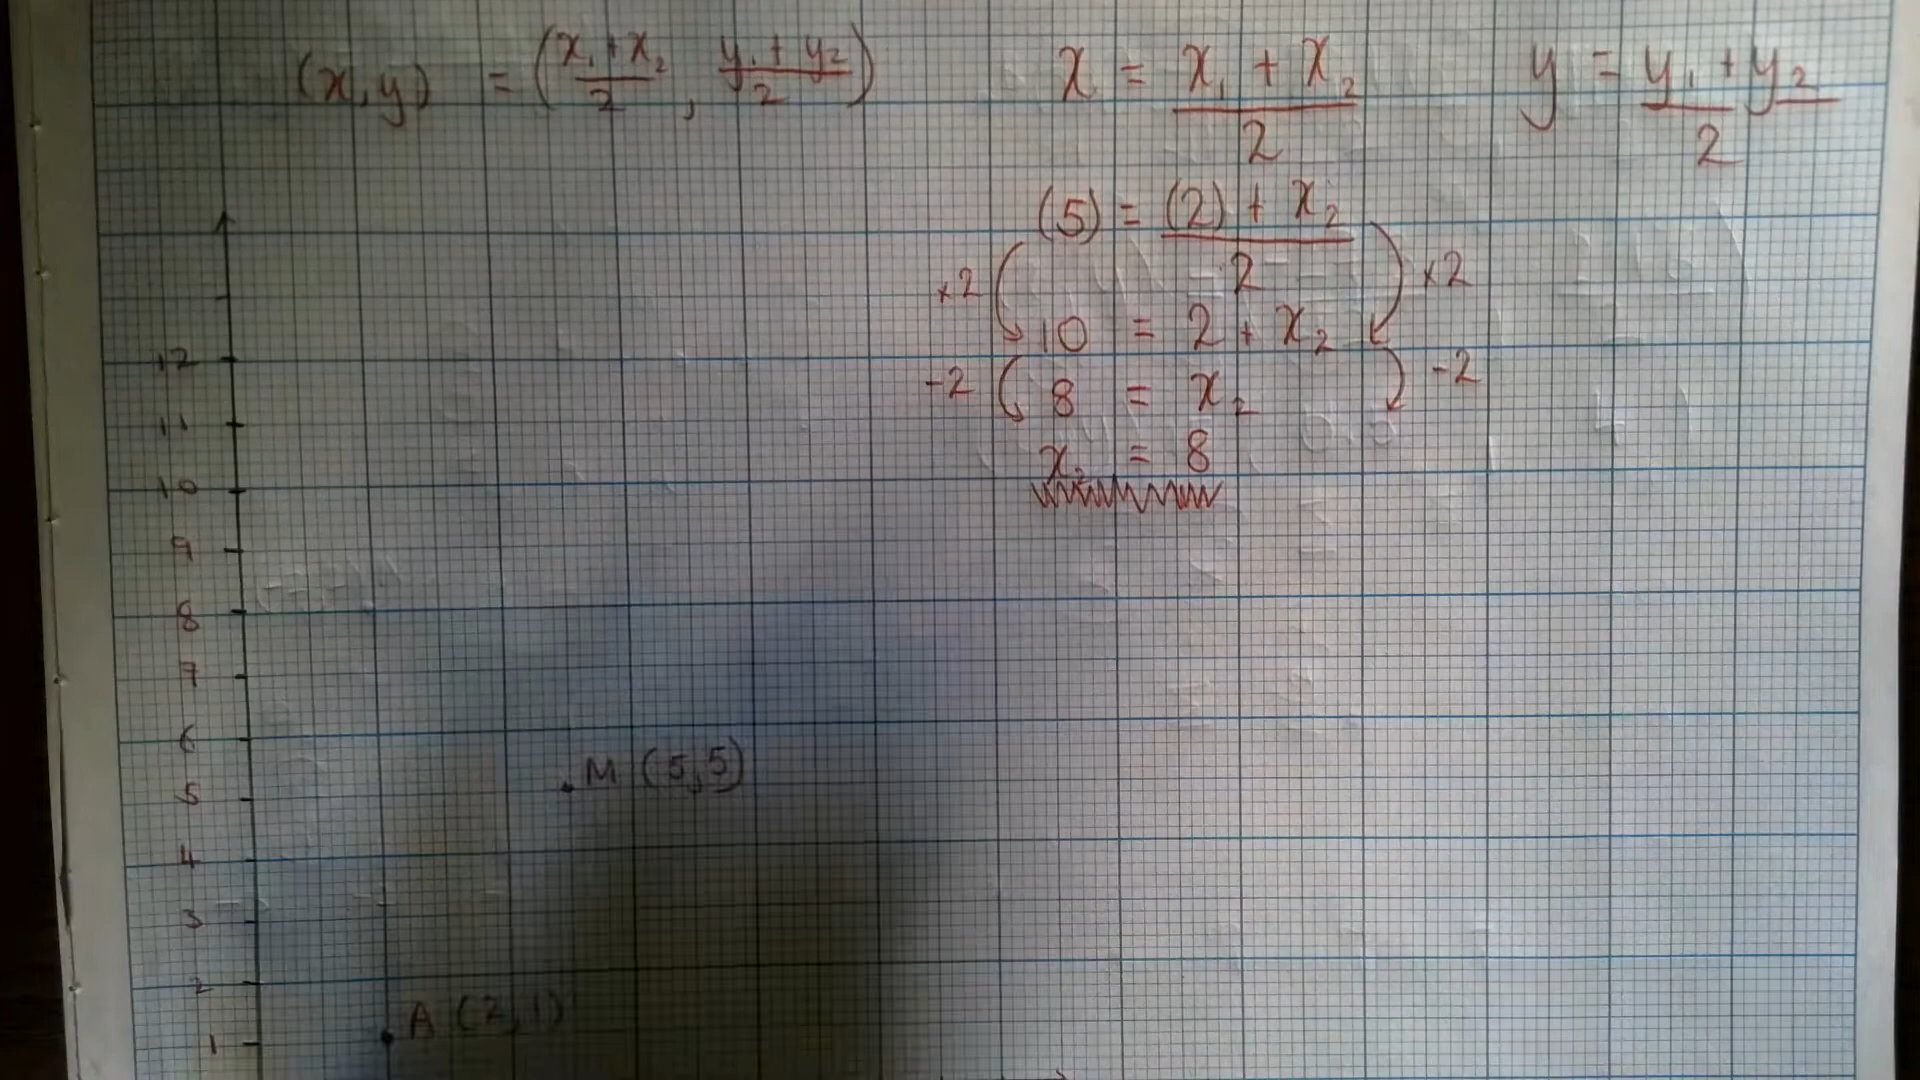 (x,y) = (x₁+x₂/2, y₁+y₂/2)
x = x₁ + x₂ / 2
y = y₁ + y₂ / 2
(5) = (2) + x₂ / 2
×2 ×2
10 = 2 + x₂
-2 -2
8 = x₂
x₂ = 8
12
11
10
9
8
7
6
M (5,5)
5
4
3
2
A (2,1)
1